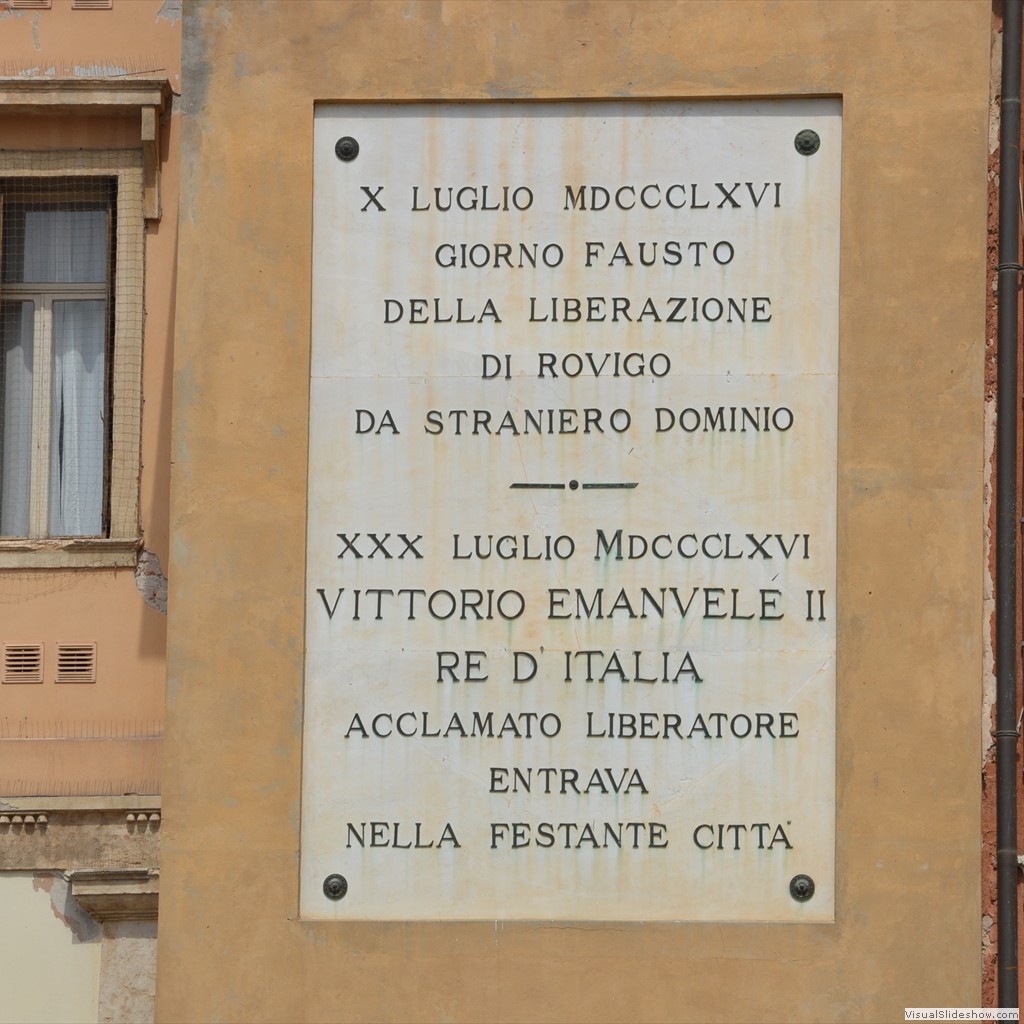 X LUGLIO MDCCCLXVI
GIORNO FAUSTO
DELLA LIBERAZIONE
DI ROVIGO
DA STRANIERO DOMINIO
XXX LUGLIO MDCCCLXVI
VITTORIO EMANVELE II
RE D'ITALIA
ACCLAMATO LIBERATORE
ENTRAVA
NELLA FESTANTE CITTÀ
VisualSlideshow.com